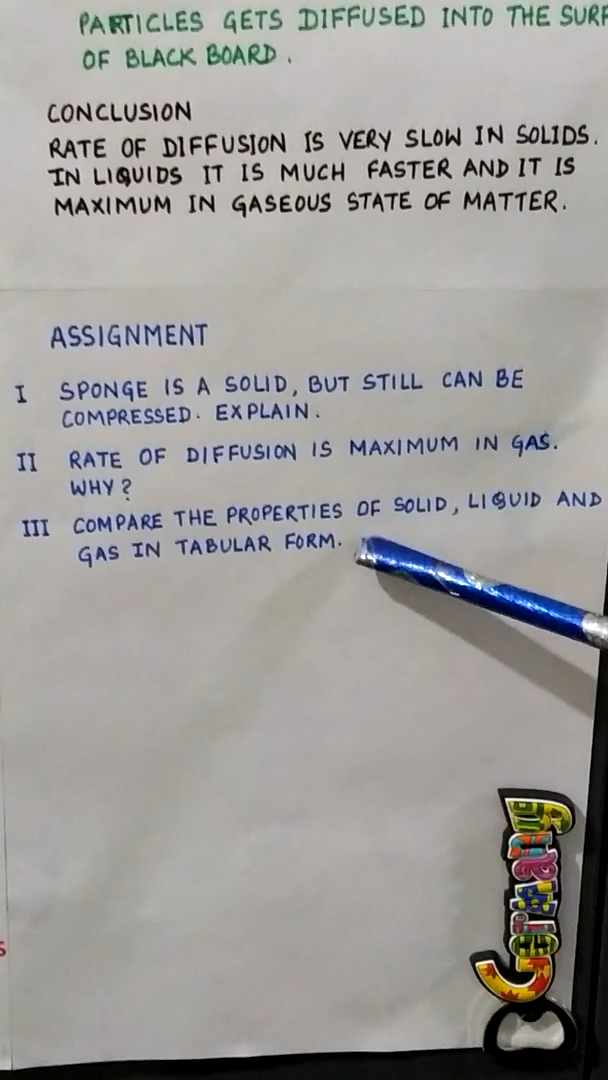 PARTICLES GETS DIFFUSED INTO THE SURF
OF BLACK BOARD.
CONCLUSION
RATE OF DIFFUSION IS VERY SLOW IN SOLIDS.
IN LIQUIDS IT IS MUCH FASTER AND IT IS
MAXIMUM IN GASEOUS STATE OF MATTER.
ASSIGNMENT
I SPONGE IS A SOLID, BUT STILL CAN BE
COMPRESSED. EXPLAIN.
II RATE OF DIFFUSION IS MAXIMUM IN GAS.
WHY?
III COMPARE THE PROPERTIES OF SOLID, LIQUID AND
GAS IN TABULAR FORM.